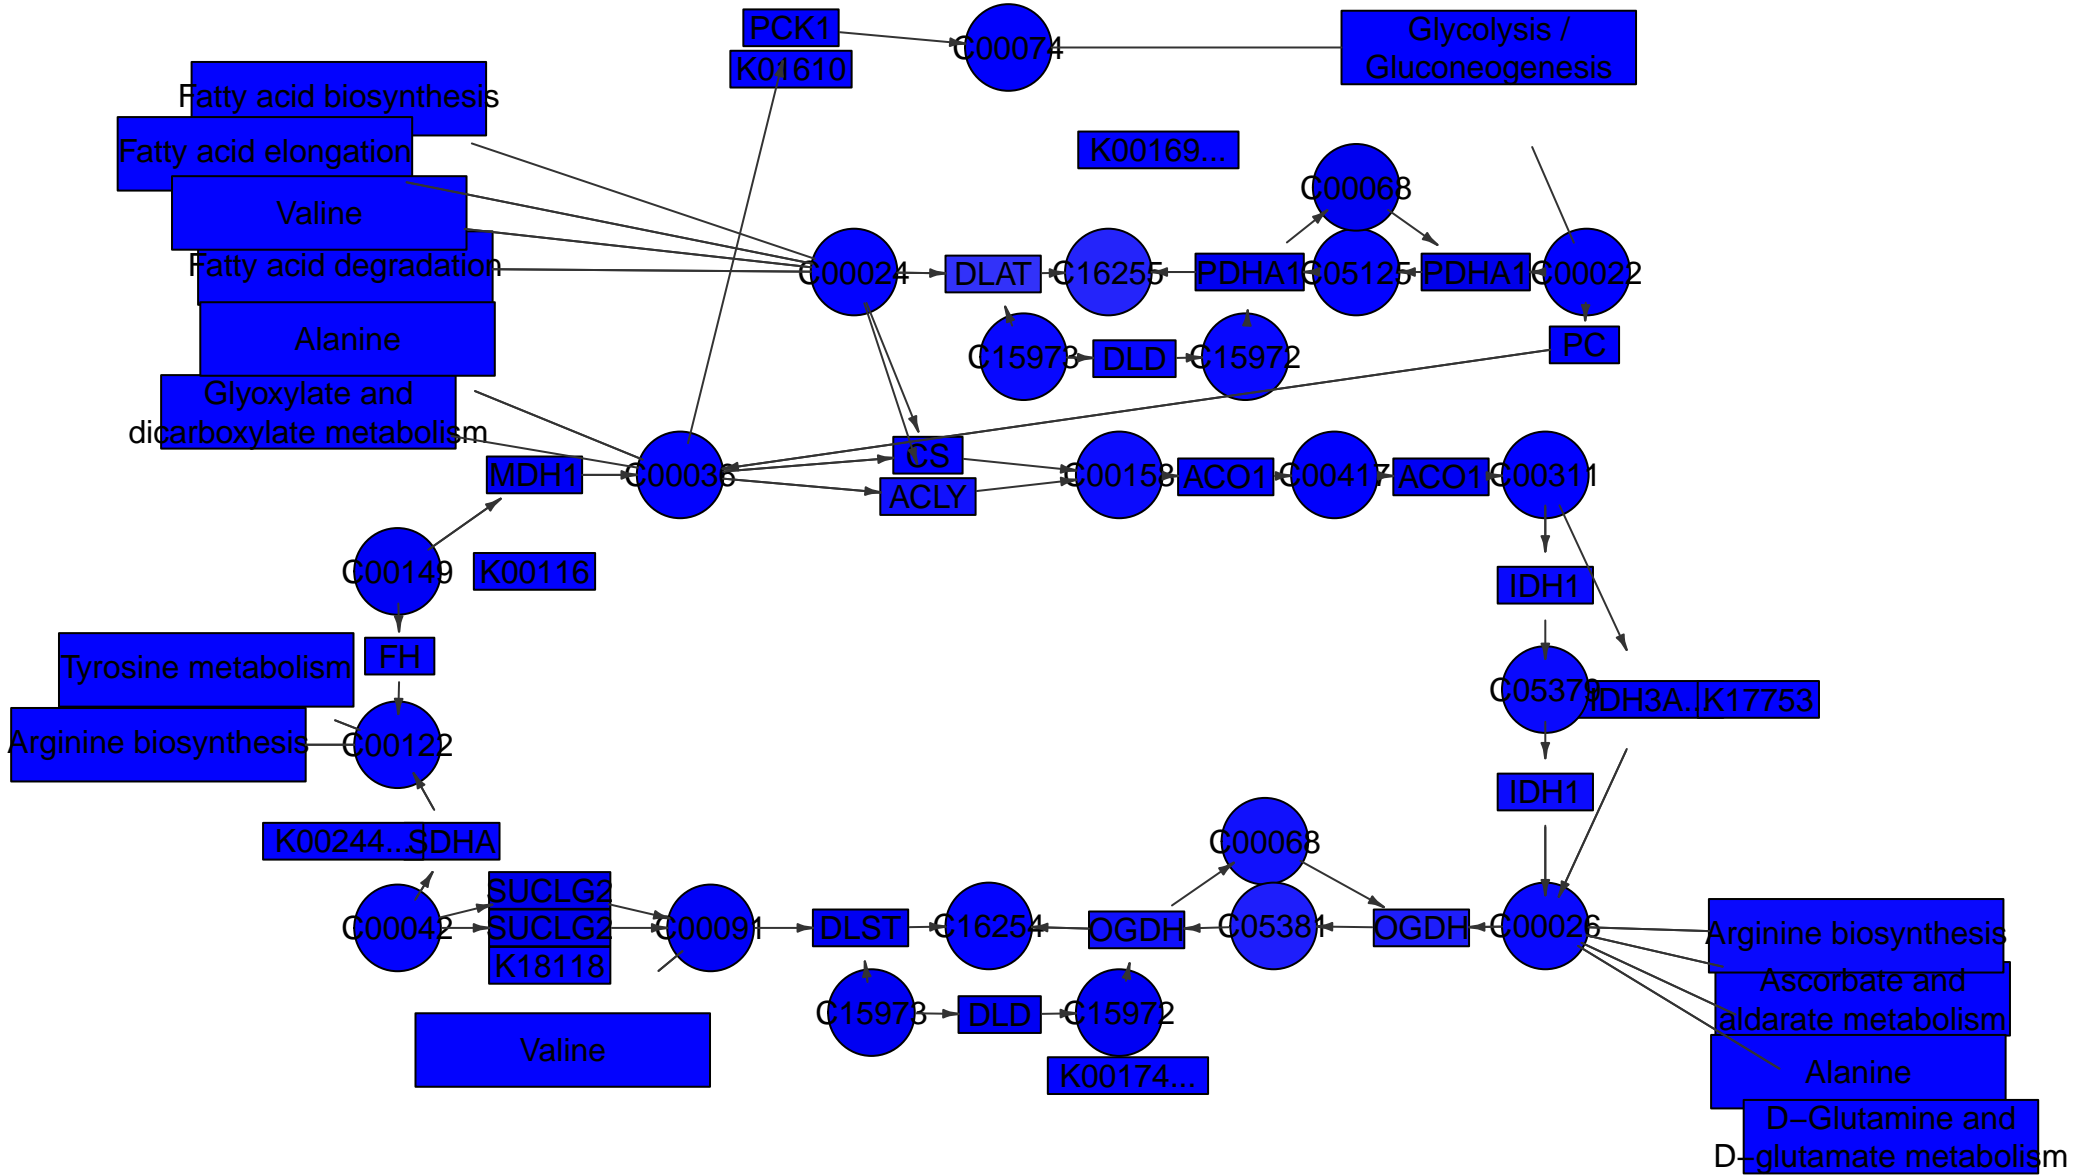 PCK1
C00074
Glycolysis /
Gluconeogenesis
K01610
Fatty acid biosynthesis
Fatty acid elongation
K00169...
C00068
Valine
Fatty acid degradation
C00024
DLAT
C16255
PDHA1
C05125
PDHA1
C00022
Alanine
C15973
DLD
C15972
PC
Glyoxylate and
dicarboxylate metabolism
MDH1
C00036
CS
ACLY
C00158
ACO1
C00417
ACO1
C00311
C00149
K00116
IDH1
Tyrosine metabolism
FH
C05379
IDH3A...
K17753
Arginine biosynthesis
C00122
IDH1
K00244...
SDHA
C00068
SUCLG2
C00042
SUCLG2
C00091
DLST
C16254
OGDH
C05381
OGDH
C00026
Arginine biosynthesis
K18118
Ascorbate and
aldarate metabolism
C15973
DLD
C15972
Valine
K00174...
Alanine
D−Glutamine and
D−glutamate metabolism